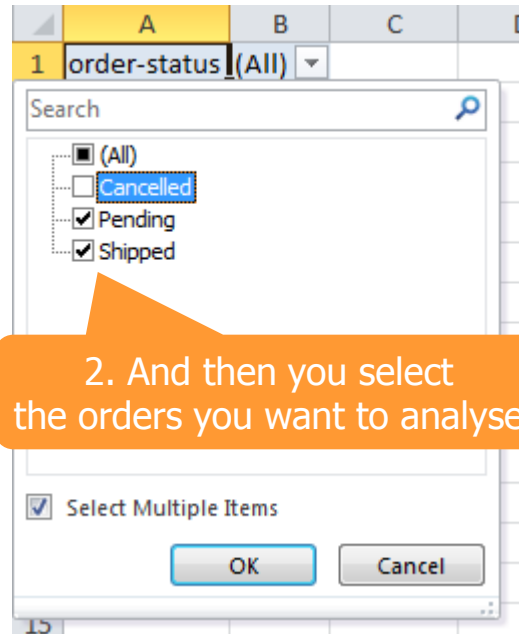 A B C
1 order-status (All)
Search
(All)
Cancelled
Pending
Shipped
2. And then you select
the orders you want to analyse
Select Multiple Items
OK Cancel
15